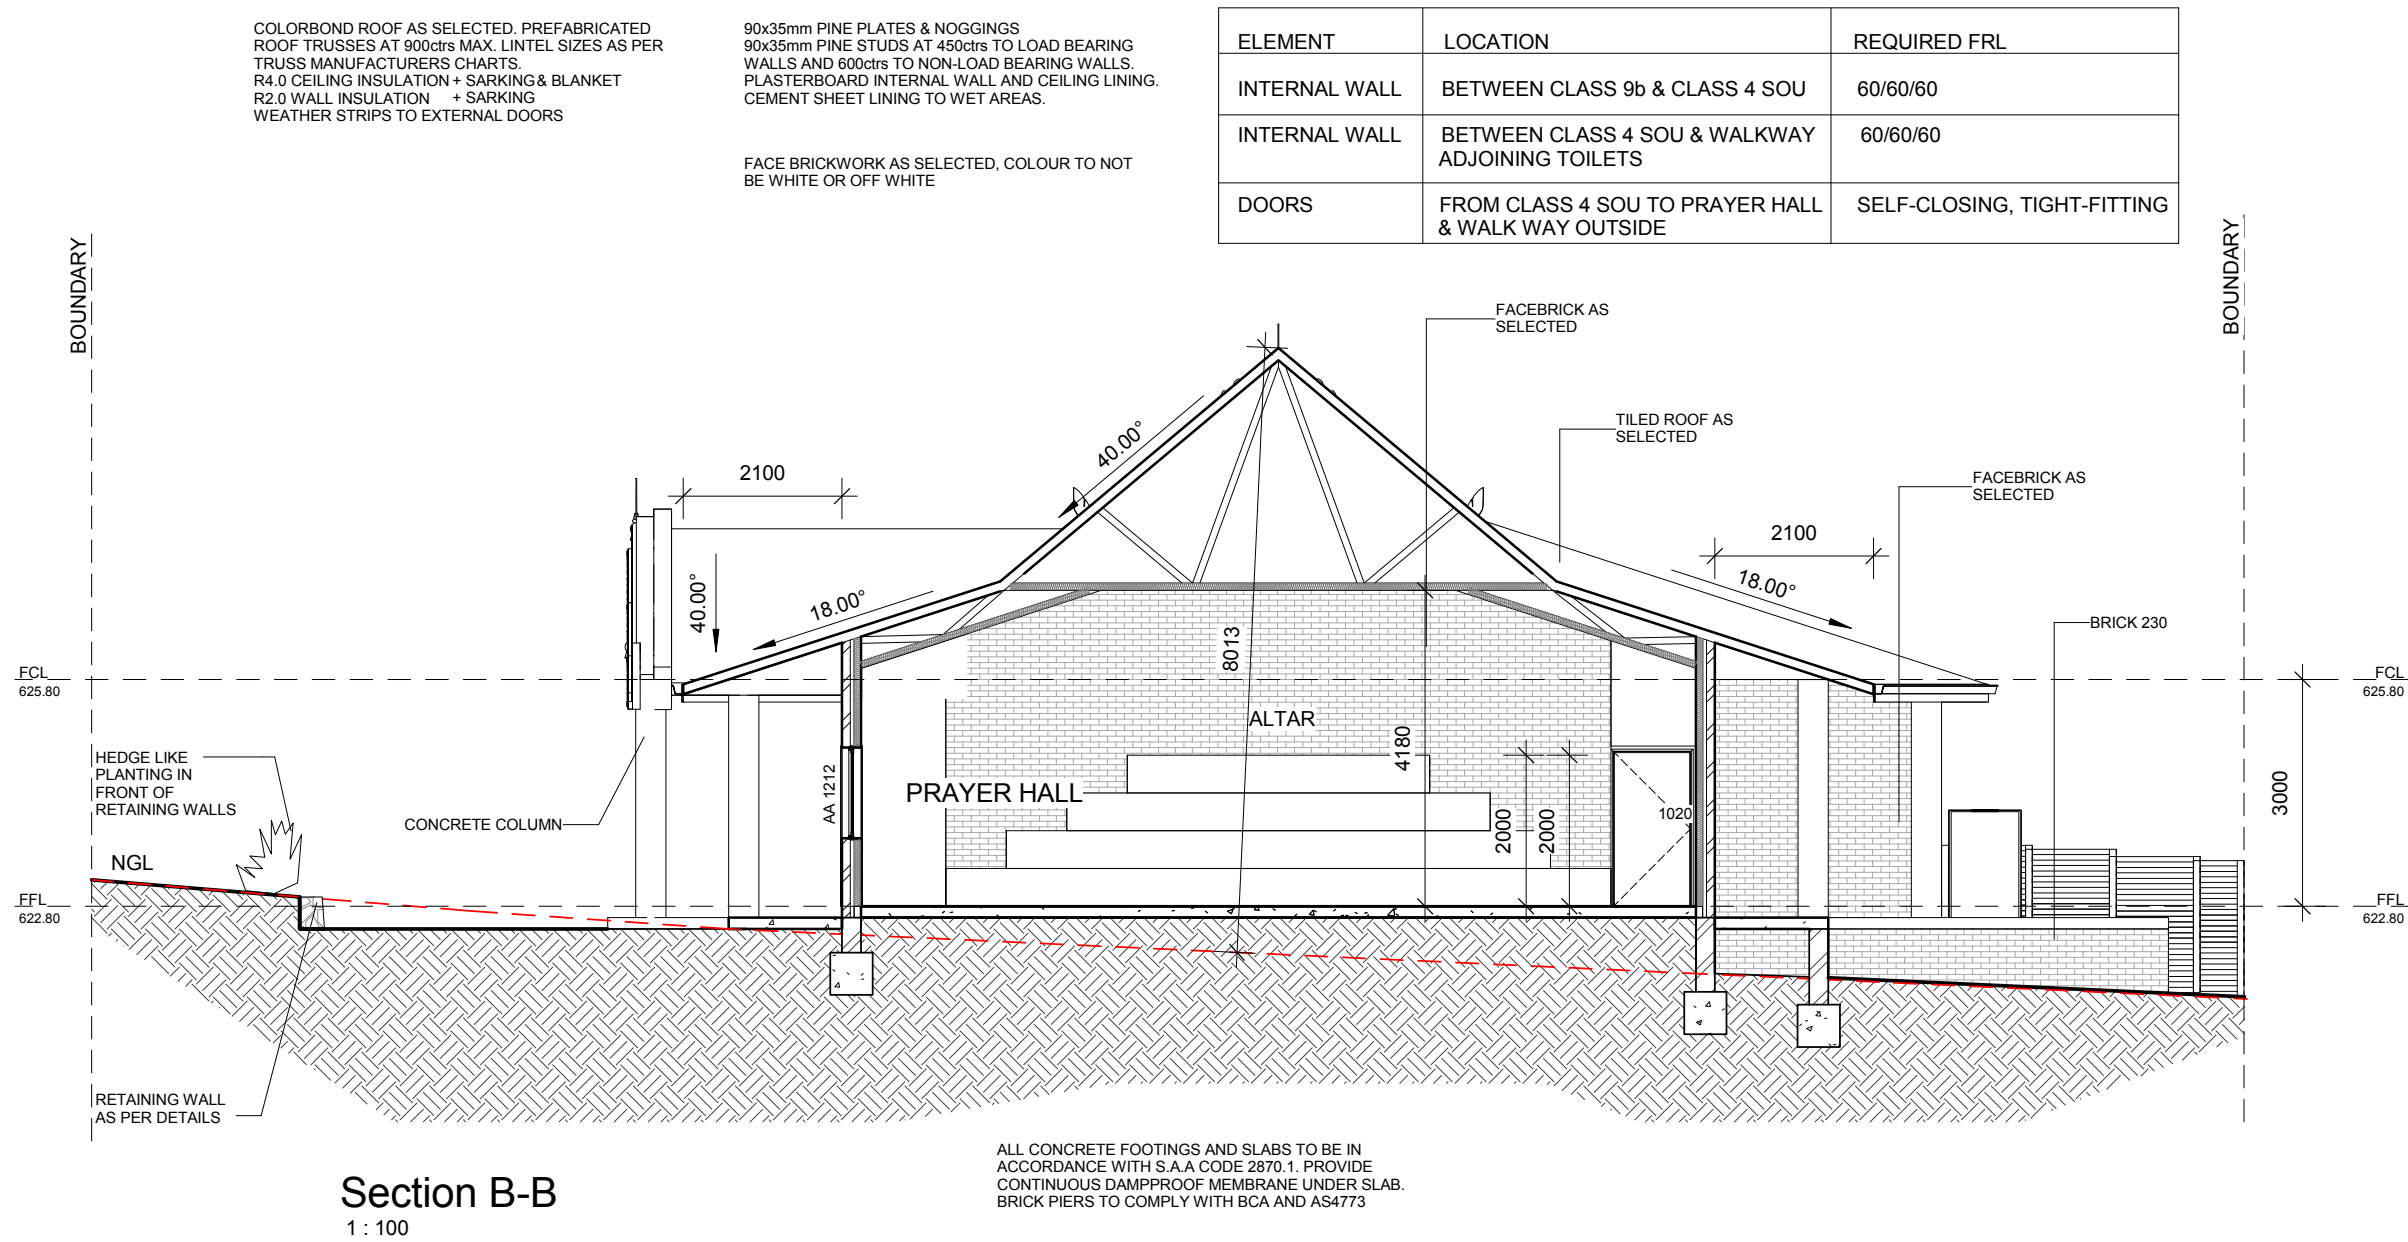 COLORBOND ROOF AS SELECTED. PREFABRICATED
ROOF TRUSSES AT 900ctrs MAX. LINTEL SIZES AS PER
TRUSS MANUFACTURERS CHARTS.
R4.0 CEILING INSULATION + SARKING & BLANKET
R2.0 WALL INSULATION + SARKING
WEATHER STRIPS TO EXTERNAL DOORS
90x35mm PINE PLATES & NOGGINGS
90x35mm PINE STUDS AT 450ctrs TO LOAD BEARING
WALLS AND 600ctrs TO NON-LOAD BEARING WALLS.
PLASTERBOARD INTERNAL WALL AND CEILING LINING.
CEMENT SHEET LINING TO WET AREAS.
FACE BRICKWORK AS SELECTED, COLOUR TO NOT
BE WHITE OR OFF WHITE
ELEMENT LOCATION REQUIRED FRL
INTERNAL WALL BETWEEN CLASS 9b & CLASS 4 SOU 60/60/60
INTERNAL WALL BETWEEN CLASS 4 SOU & WALKWAY 60/60/60
ADJOINING TOILETS
DOORS FROM CLASS 4 SOU TO PRAYER HALL SELF-CLOSING, TIGHT-FITTING
& WALK WAY OUTSIDE
BOUNDARY
BOUNDARY
FACEBRICK AS
SELECTED
TILED ROOF AS
SELECTED
FACEBRICK AS
SELECTED
40.00°
2100
2100
40.00°
18.00°
18.00°
BRICK 230
8013
FCL
625.80
FCL
625.80
ALTAR
4180
HEDGE LIKE
PLANTING IN
FRONT OF
RETAINING WALLS
AA 1212
PRAYER HALL
CONCRETE COLUMN
2000
2000
1020
3000
NGL
FFL
622.80
FFL
622.80
RETAINING WALL
AS PER DETAILS
ALL CONCRETE FOOTINGS AND SLABS TO BE IN
ACCORDANCE WITH S.A.A CODE 2870.1. PROVIDE
CONTINUOUS DAMPPROOF MEMBRANE UNDER SLAB.
BRICK PIERS TO COMPLY WITH BCA AND AS4773
Section B-B
1 : 100